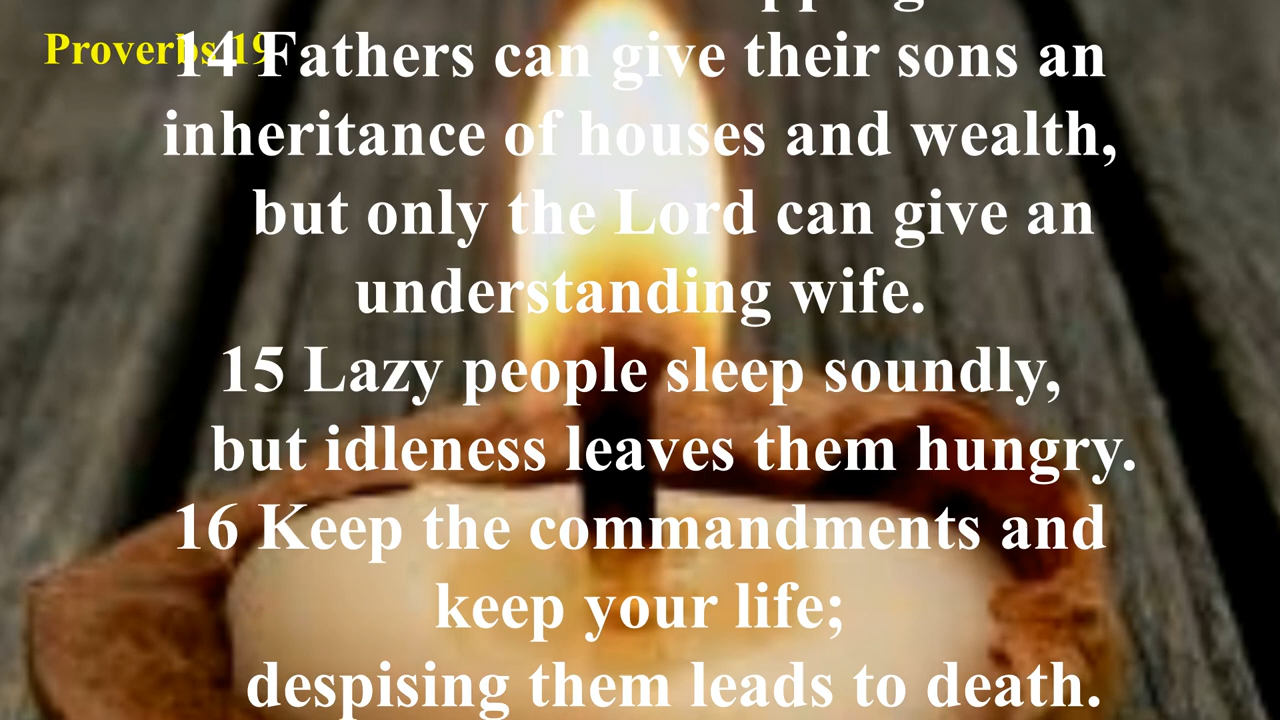 Proverbs 19
14 Fathers can give their sons an
inheritance of houses and wealth,
but only the Lord can give an
understanding wife.
15 Lazy people sleep soundly,
but idleness leaves them hungry.
16 Keep the commandments and
keep your life;
despising them leads to death.